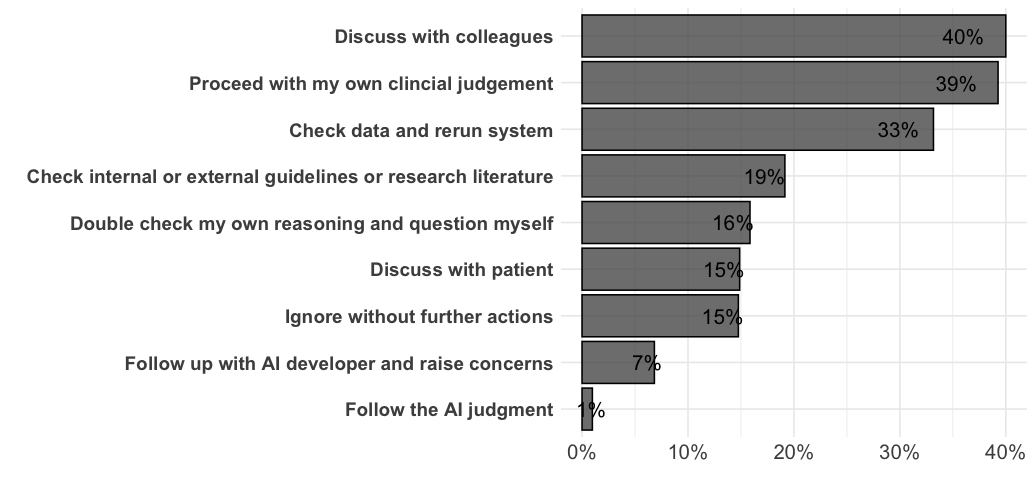 Discuss with colleagues 40%
Proceed with my own clincial judgement 39%
Check data and rerun system 33%
Check internal or external guidelines or research literature 19%
Double check my own reasoning and question myself 16%
Discuss with patient 15%
Ignore without further actions 15%
Follow up with AI developer and raise concerns 7%
Follow the AI judgment 1%
0% 10% 20% 30% 40%